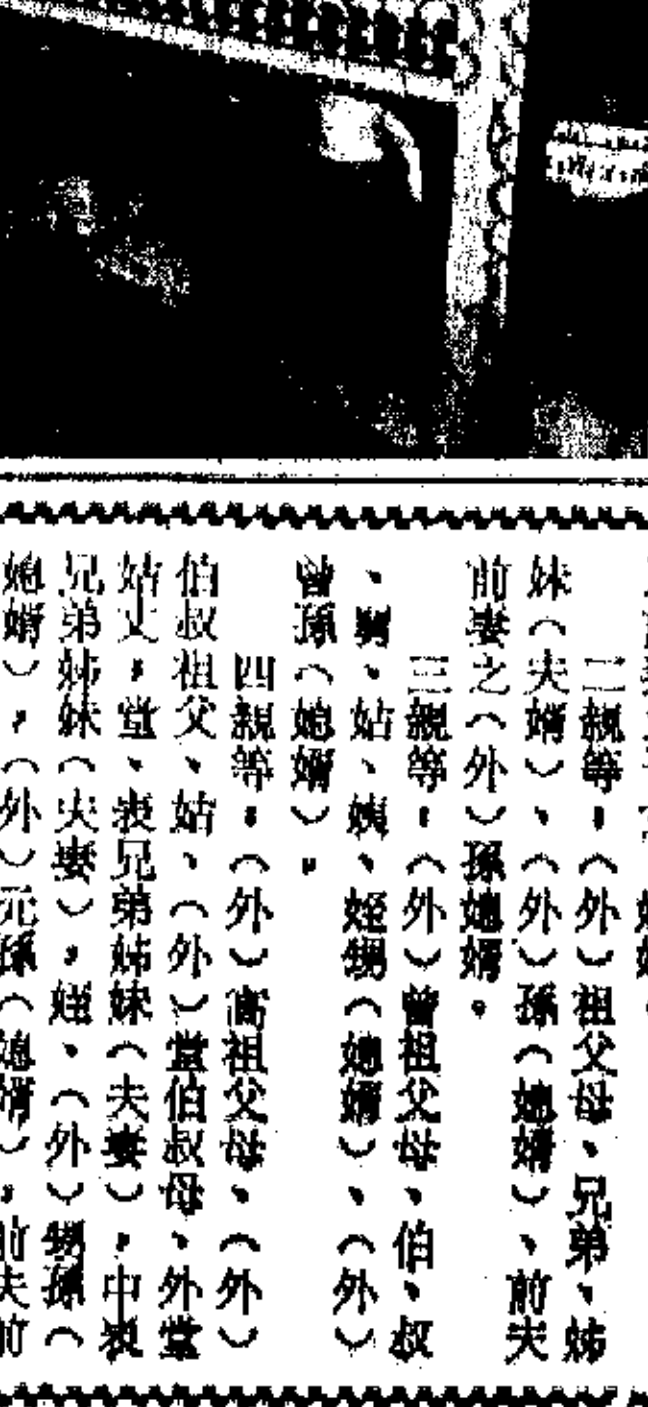 二親等，（外）祖父母、兄弟、姊
妹（夫婿）、（外）孫（媳婿）、前夫
前妻之（外）孫媳婿。
三親等，（外）曾祖父母、伯、叔
、舅、姑、姨、姪甥（媳婿）、（外）
曾孫（媳婿）。
四親等，（外）高祖父母、（外）
伯叔祖父、姑、（外）堂伯叔母、外堂
姑丈，堂、表兄弟姊妹（夫妻），中表
兄弟姊妹（夫妻），姪、（外）甥孫（
媳婿），（外）元孫（媳婿），前夫前